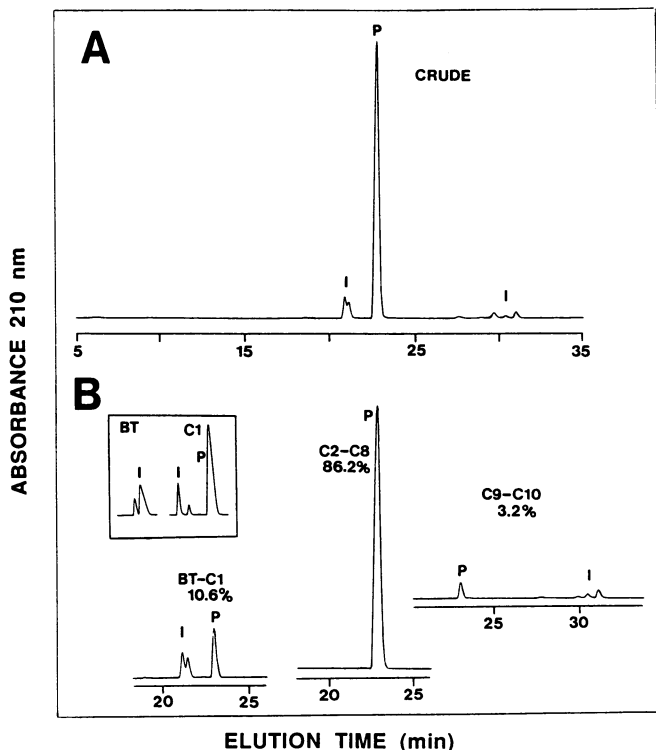 A
P
CRUDE
I
I
5 15 25 35
B
BT
C1
P
I
I
BT–C1
10.6%
I
P
20 25
P
C2–C8
86.2%
20 25
C9–C10
3.2%
P
I
25 30
ABSORBANCE 210 nm
ELUTION TIME (min)